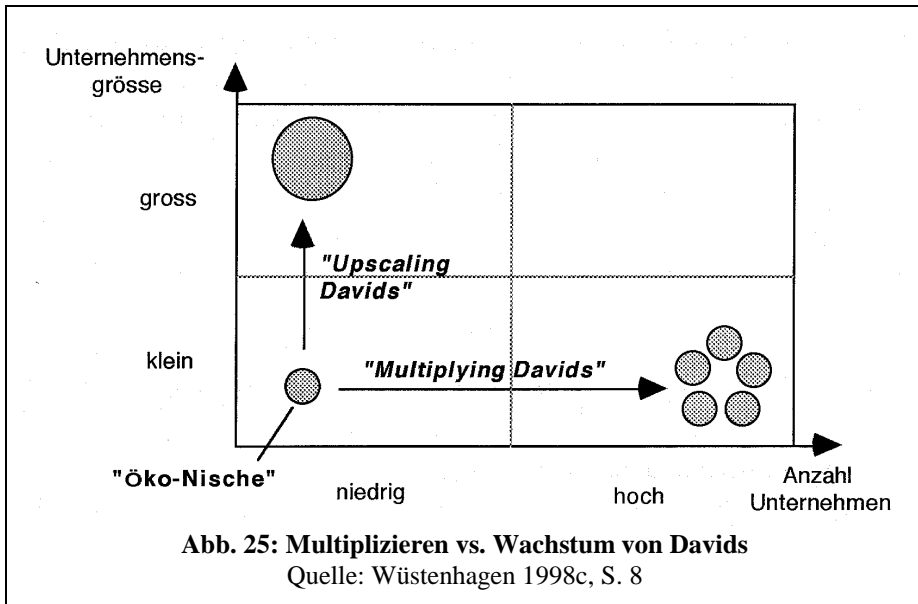 Unternehmens-
grösse
gross
"Upscaling
Davids"
klein
"Multiplying Davids"
"Öko-Nische"
niedrig
hoch
Anzahl
Unternehmen
Abb. 25: Multiplizieren vs. Wachstum von Davids
Quelle: Wüstenhagen 1998c, S. 8